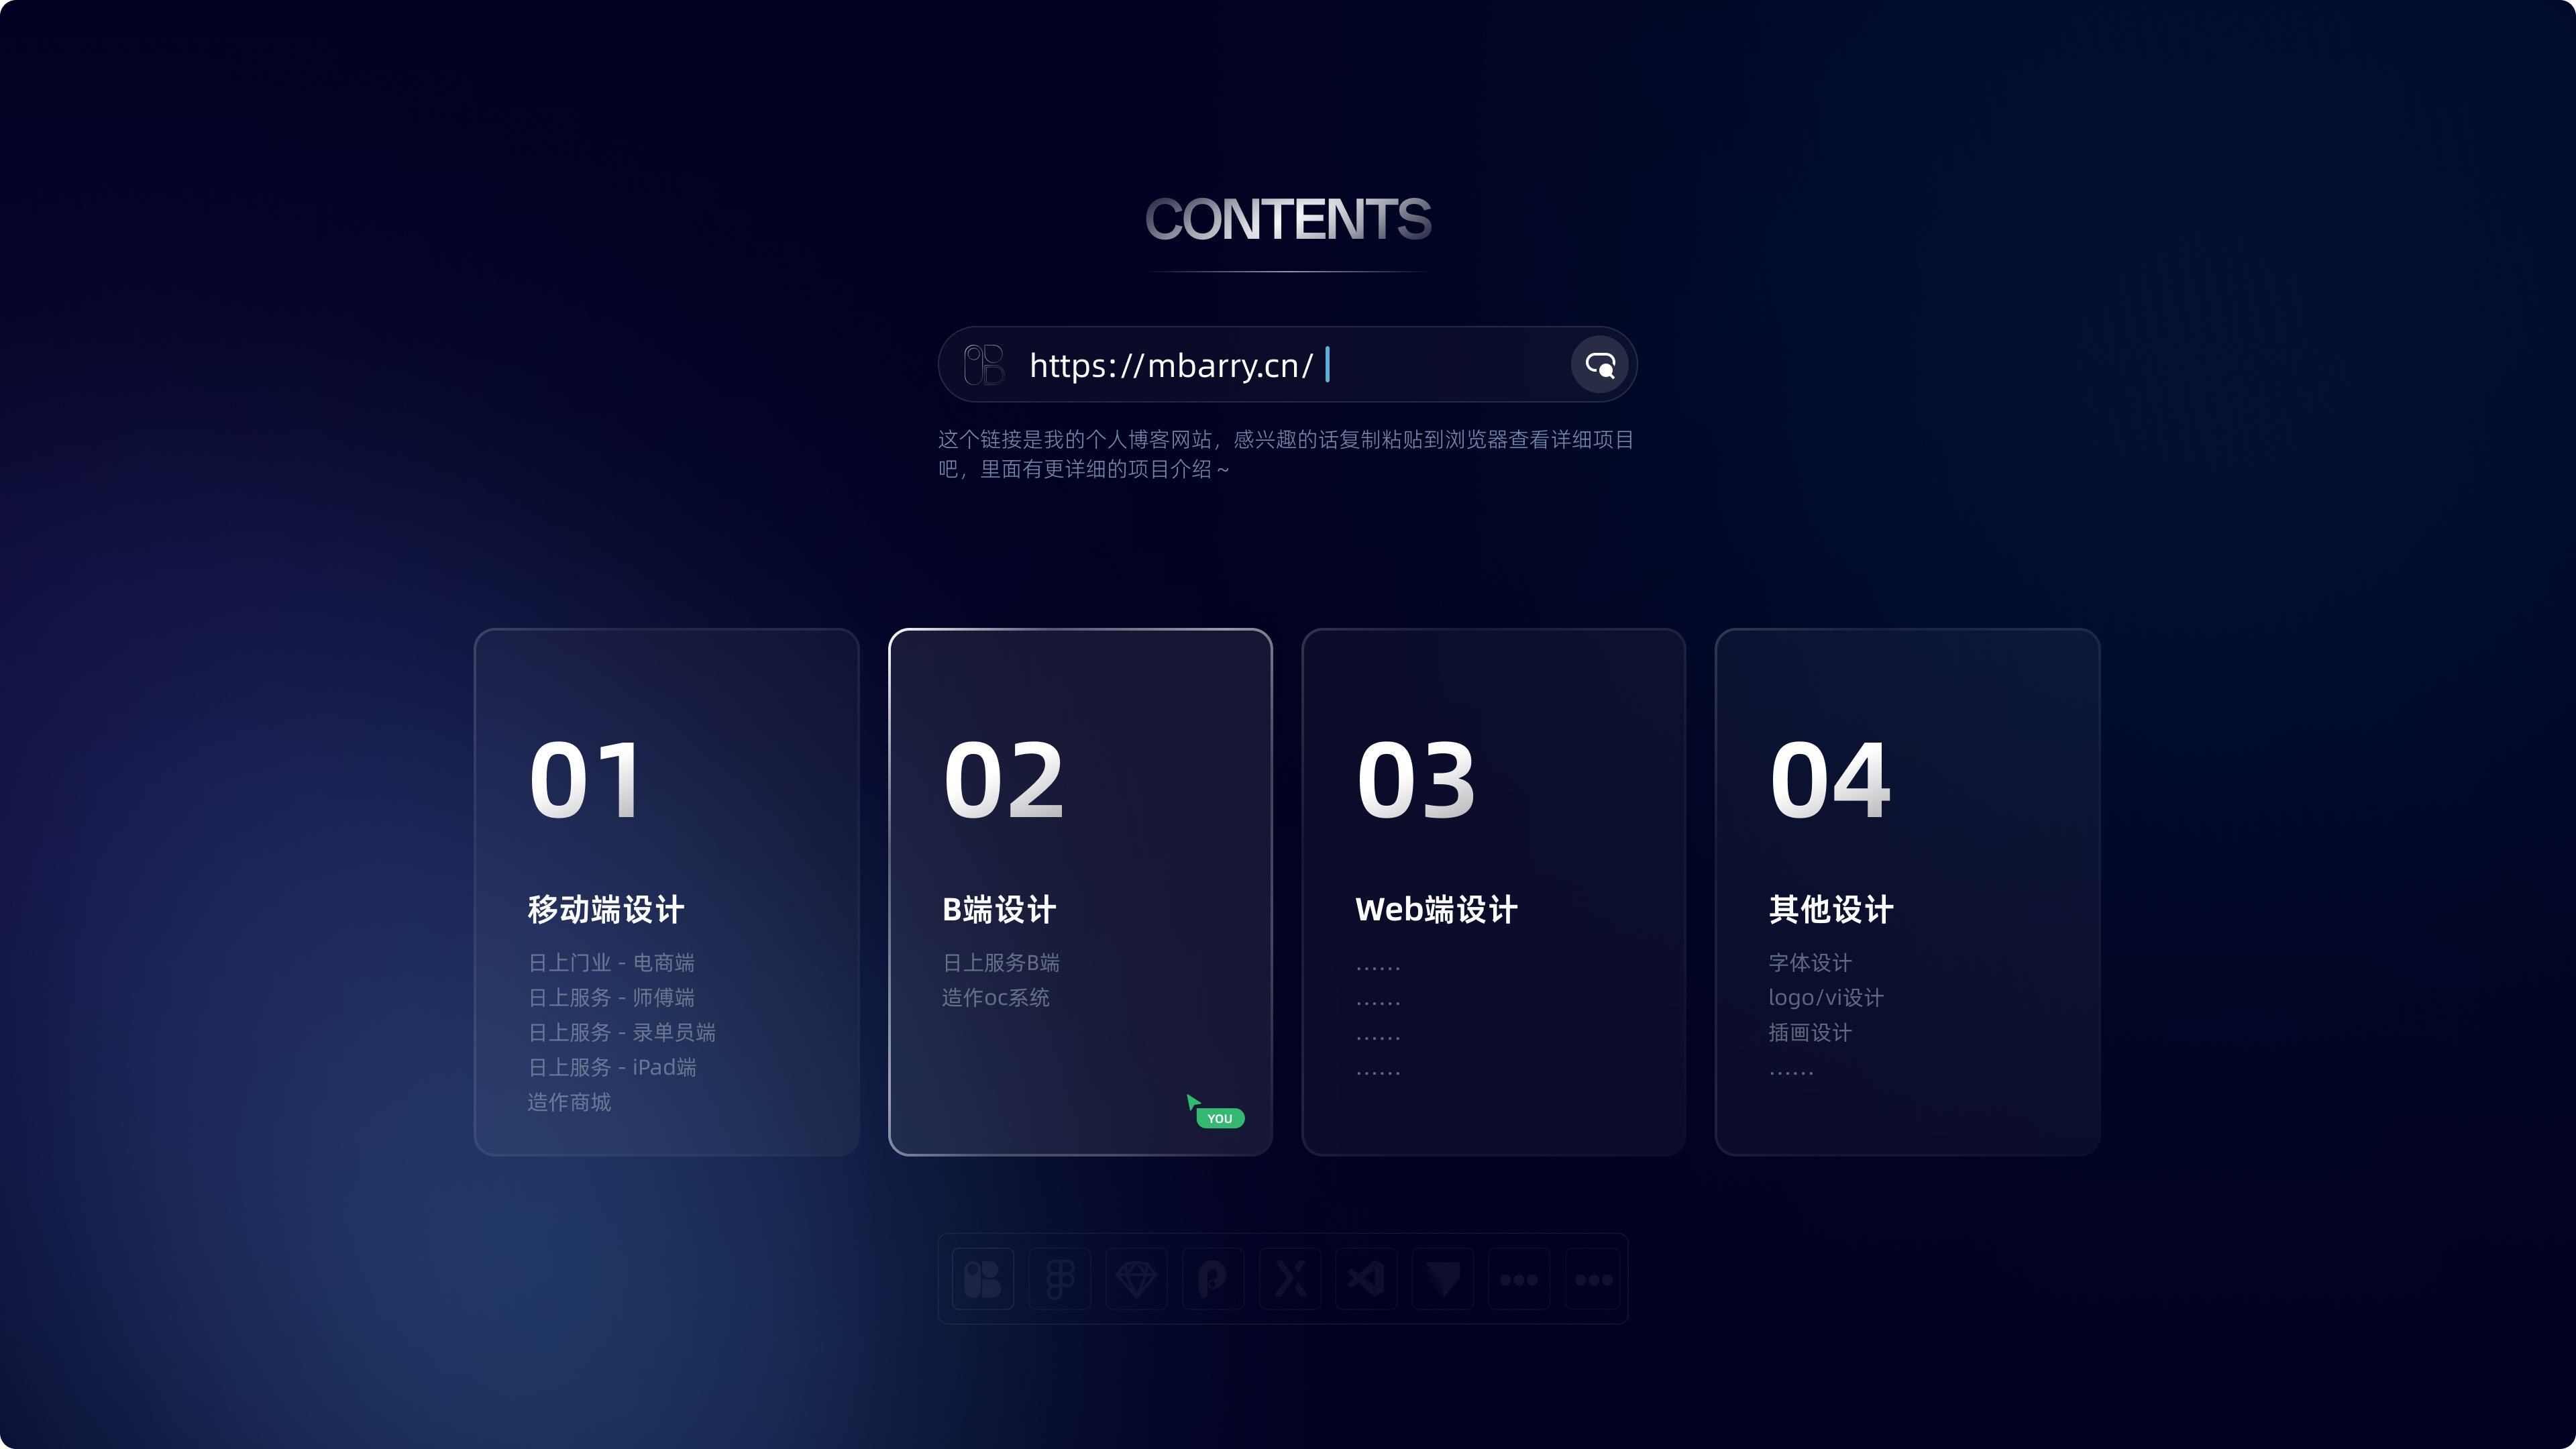 CONTENTS
https://mbarry.cn/
这个链接是我的个人博客网站，感兴趣的话复制粘贴到浏览器查看详细项目
吧，里面有更详细的项目介绍 ~
01
移动端设计
日上门业 - 电商端
日上服务 - 师傅端
日上服务 - 录单员端
日上服务 - iPad端
造作商城
02
B端设计
日上服务B端
造作oc系统
YOU
03
Web端设计
......
......
......
......
04
其他设计
字体设计
logo/vi设计
插画设计
......